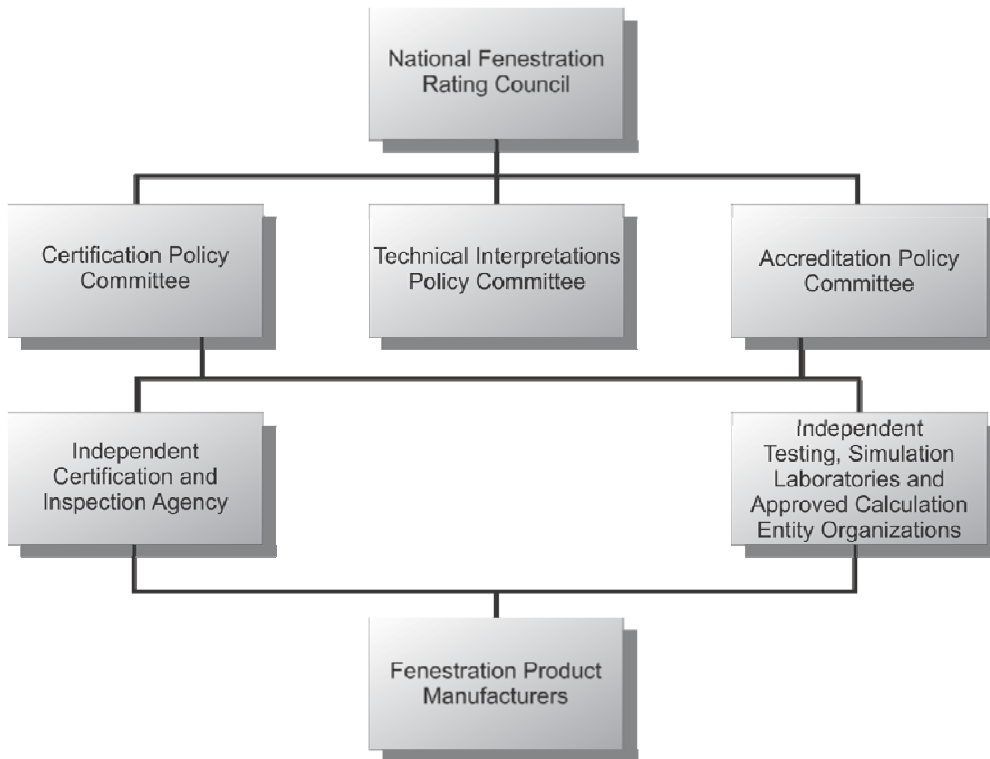 National Fenestration
Rating Council
Certification Policy
Committee
Technical Interpretations
Policy Committee
Accreditation Policy
Committee
Independent
Certification and
Inspection Agency
Independent
Testing, Simulation
Laboratories and
Approved Calculation
Entity Organizations
Fenestration Product
Manufacturers